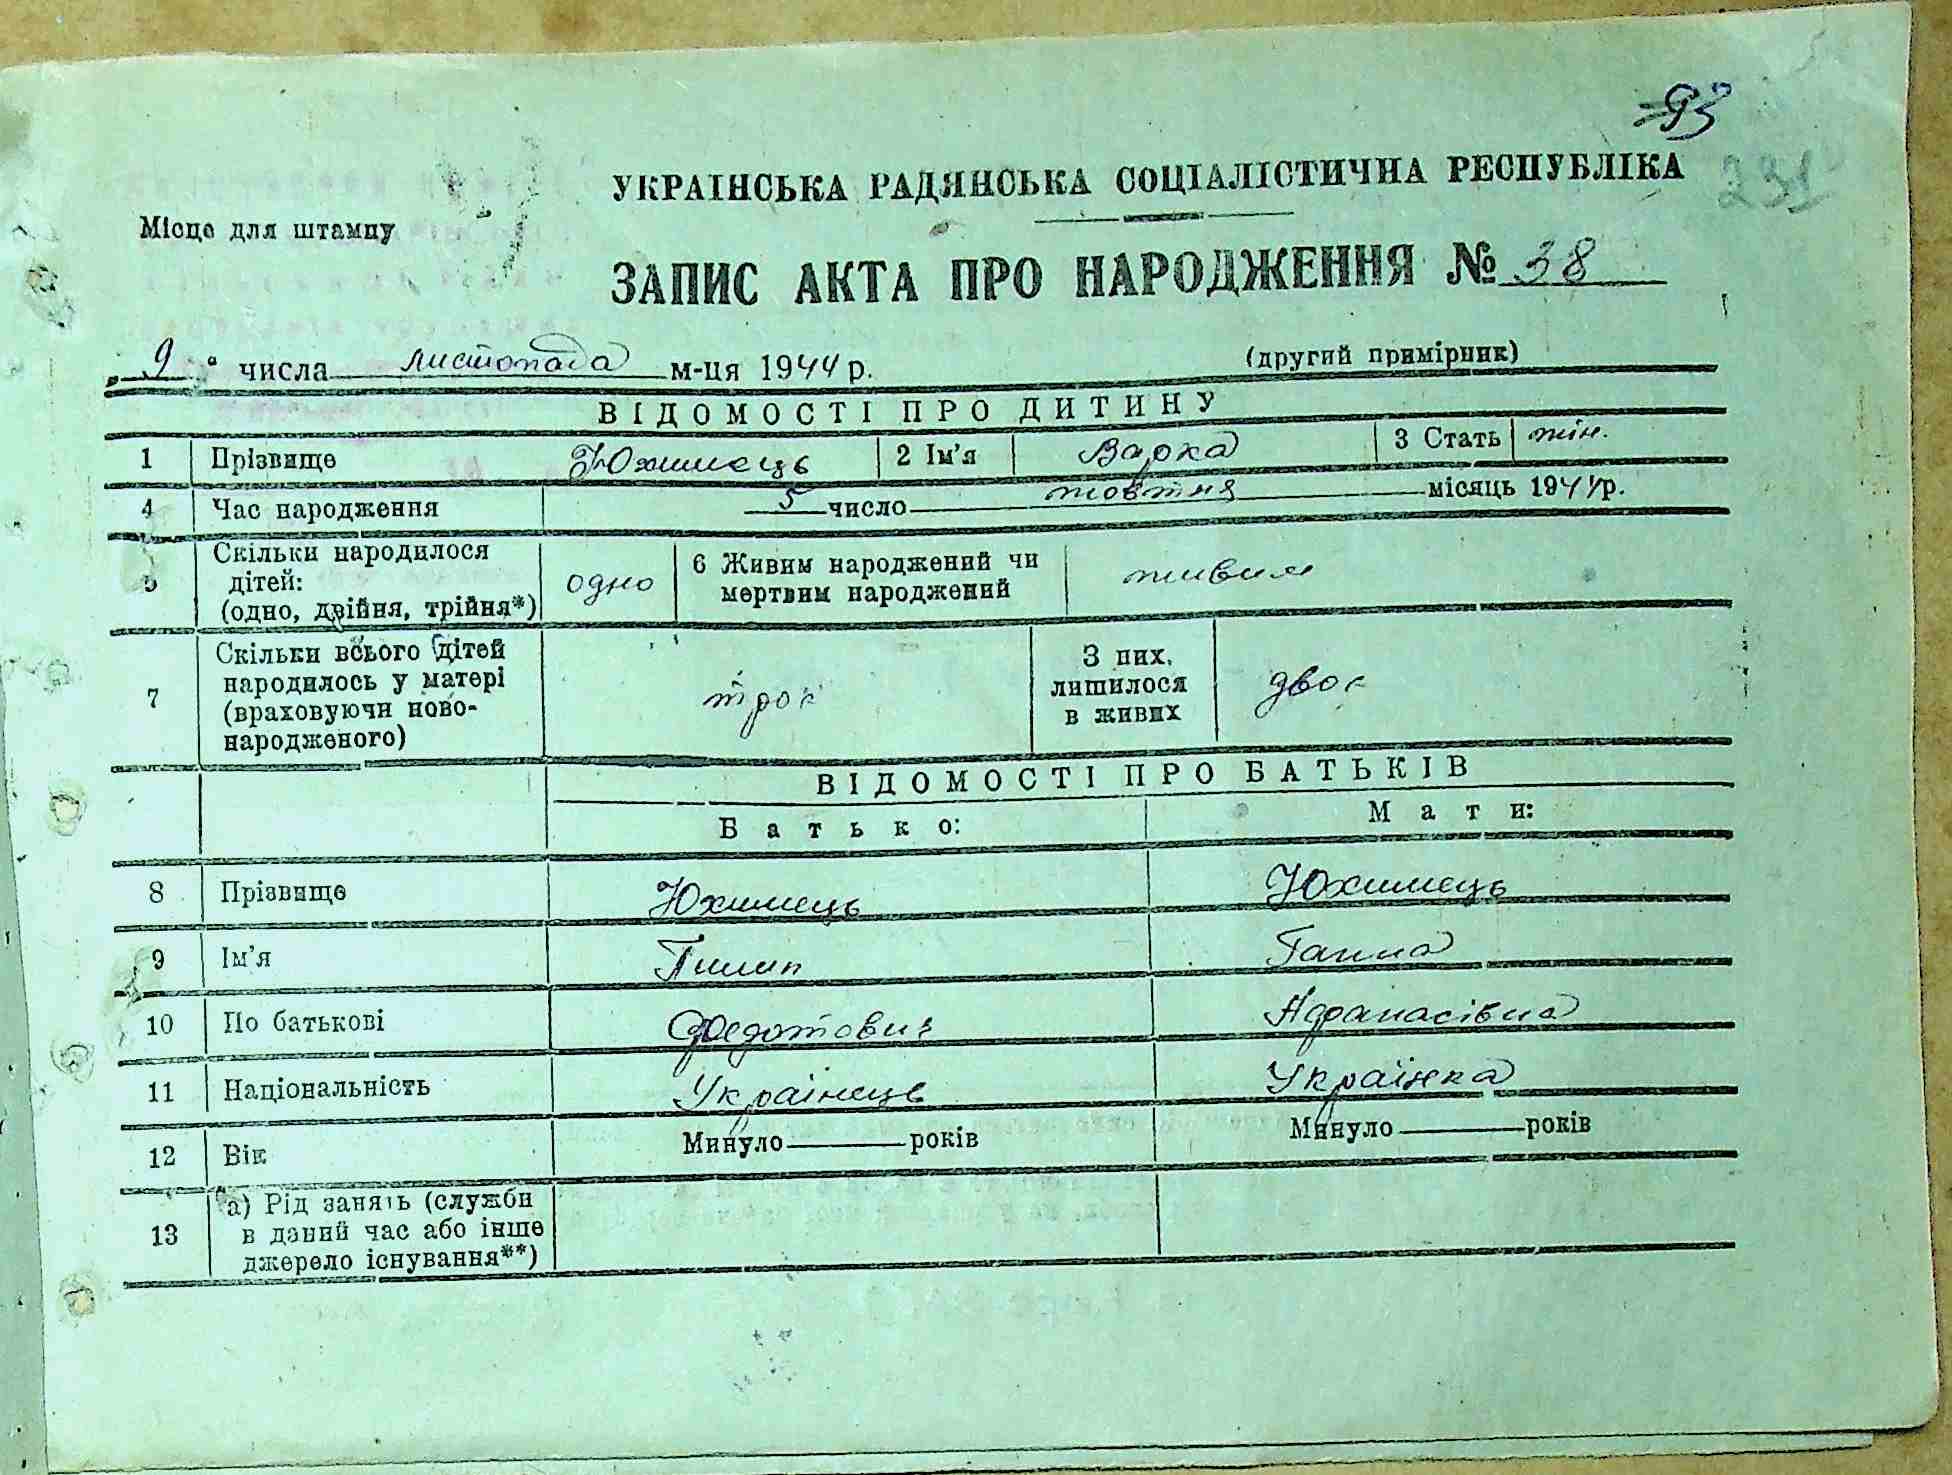 93
231
УКРАЇНСЬКА РАДЯНСЬКА СОЦІАЛІСТИЧНА РЕСПУБЛІКА
Місце для штампу
ЗАПИС АКТА ПРО НАРОДЖЕННЯ № 38
„ 9 “ числа листопада м-ця 1944 р. (другий примірник)
ВІДОМОСТІ ПРО ДИТИНУ
1 Прізвище Юхимець 2 Ім'я Варка 3 Стать жін.
4 Час народження 5 число жовтня місяць 1944р.
5 Скільки народилося дітей: (одно, двійня, трійня*) одно 6 Живим народжений чи мертвим народжений живим
7 Скільки всього дітей народилось у матері (враховуючи ново-народженого) троє З них лишилося в живих двоє
ВІДОМОСТІ ПРО БАТЬКІВ
Батько: Мати:
8 Прізвище Юхимець Юхимець
9 Ім'я Пилип Ганна
10 По батькові Федотович Афанасівна
11 Національність Українець Українка
12 Вік Минуло років Минуло років
13 а) Рід занять (служби в даний час або інше джерело існування**)